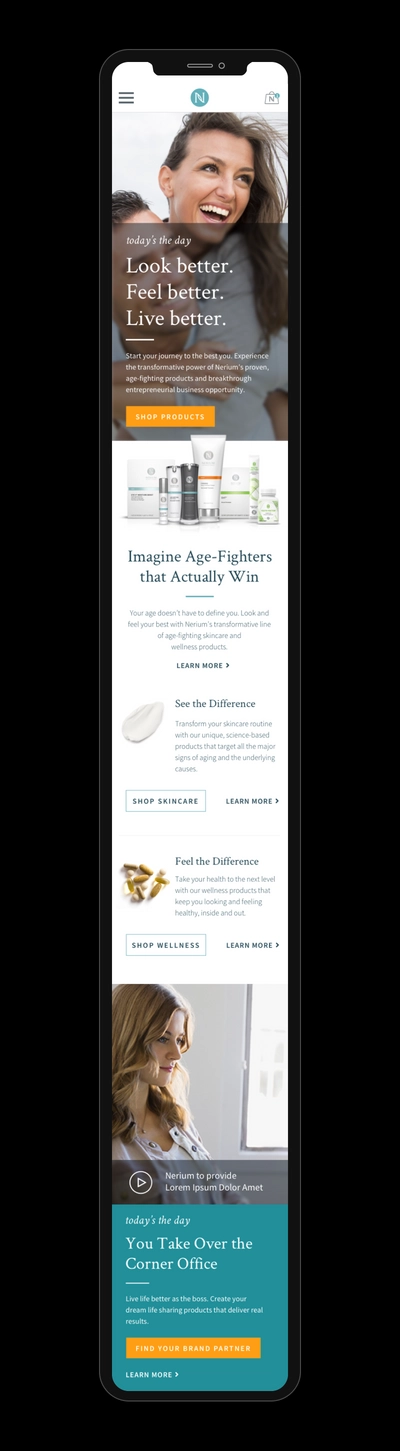 N
N
today's the day
Look better.
Feel better.
Live better.
Start your journey to the best you. Experience
the transformative power of Nerium's proven,
age-fighting products and breakthrough
entrepreneurial business opportunity.
SHOP PRODUCTS
Imagine Age-Fighters
that Actually Win
Your age doesn't have to define you. Look and
feel your best with Nerium's transformative line
of age-fighting skincare and
wellness products.
LEARN MORE
See the Difference
Transform your skincare routine
with our unique, science-based
products that target all the major
signs of aging and the underlying
causes.
SHOP SKINCARE
LEARN MORE
Feel the Difference
Take your health to the next level
with our wellness products that
keep you looking and feeling
healthy, inside and out.
SHOP WELLNESS
LEARN MORE
Nerium to provide
Lorem Ipsum Dolor Amet
today's the day
You Take Over the
Corner Office
Live life better as the boss. Create your
dream life sharing products that deliver real
results.
FIND YOUR BRAND PARTNER
LEARN MORE